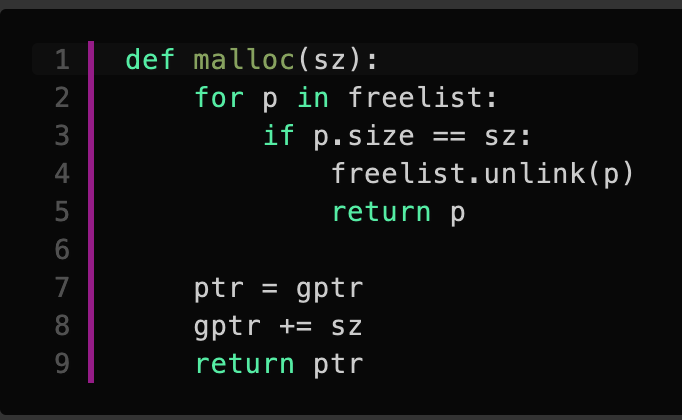 1 def malloc(sz):
2     for p in freelist:
3         if p.size == sz:
4             freelist.unlink(p)
5             return p
6
7     ptr = gptr
8     gptr += sz
9     return ptr